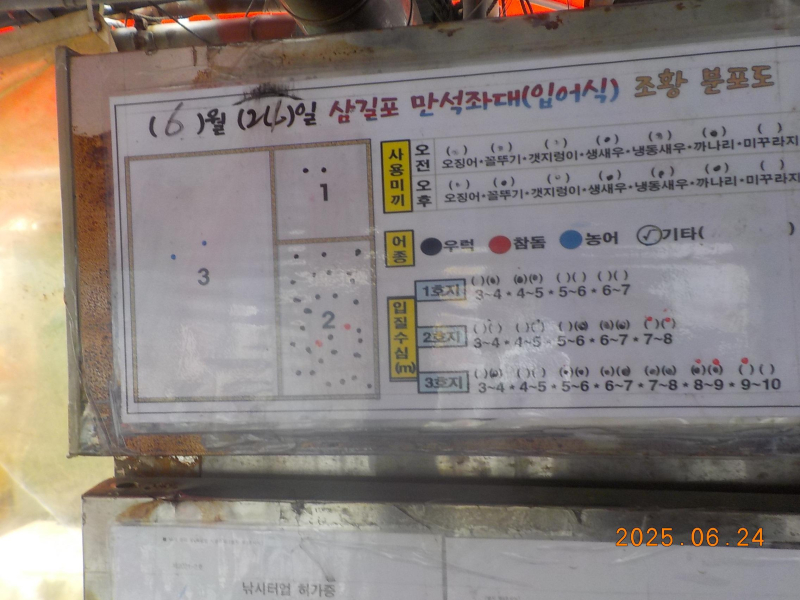 (6)월 (24)일 삼길포 만석좌대(입어식) 조황 분포도
1
2
3
사용미끼
오전
오징어·꼴뚜기·갯지렁이·생새우·냉동새우·까나리·미꾸라지
오후
오징어·꼴뚜기·갯지렁이·생새우·냉동새우·까나리·미꾸라지
어종 우럭 참돔 농어 기타( )
입질수심(m)
1호지 3~4 * 4~5 * 5~6 * 6~7
2호지 3~4 * 4~5 * 5~6 * 6~7 * 7~8
3호지 3~4 * 4~5 * 5~6 * 6~7 * 7~8 * 8~9 * 9~10
낚시터업 허가증
2025.06.24